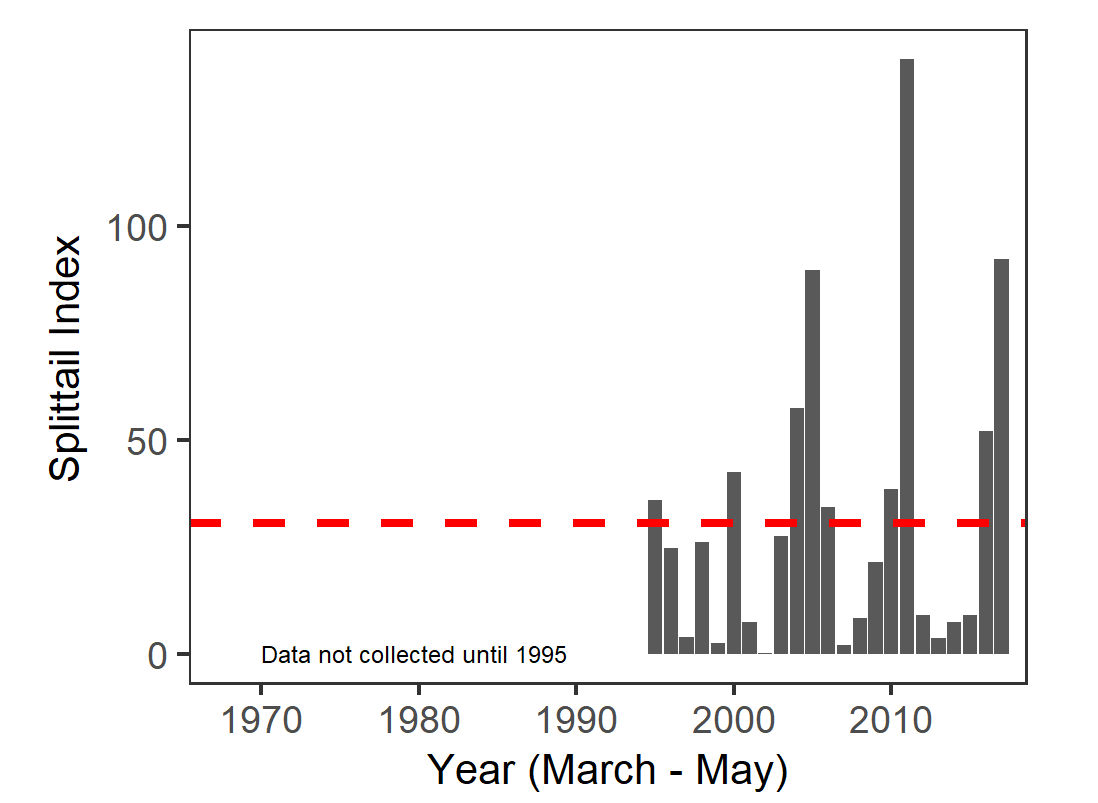 Splittail Index
100
50
0
Data not collected until 1995
1970 1980 1990 2000 2010
Year (March - May)